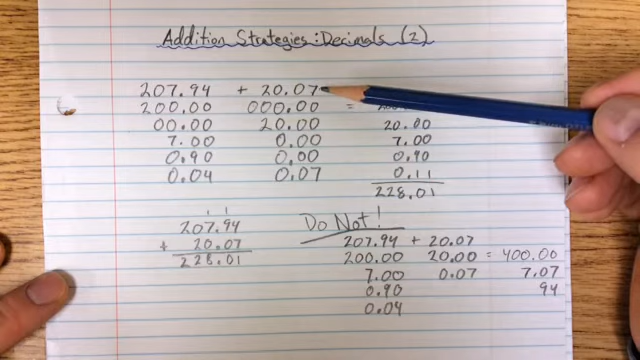 Addition Strategies: Decimals (2)
207.94 + 20.07
200.00 000.00 =
00.00 20.00 20.00
7.00 0.00 7.00
0.90 0.00 0.90
0.04 0.07 0.11
228.01
1 1
207.94
+ 20.07
228.01
Do Not!
207.94 + 20.07
200.00 20.00 = 400.00
7.00 0.07 7.07
0.90 94
0.04